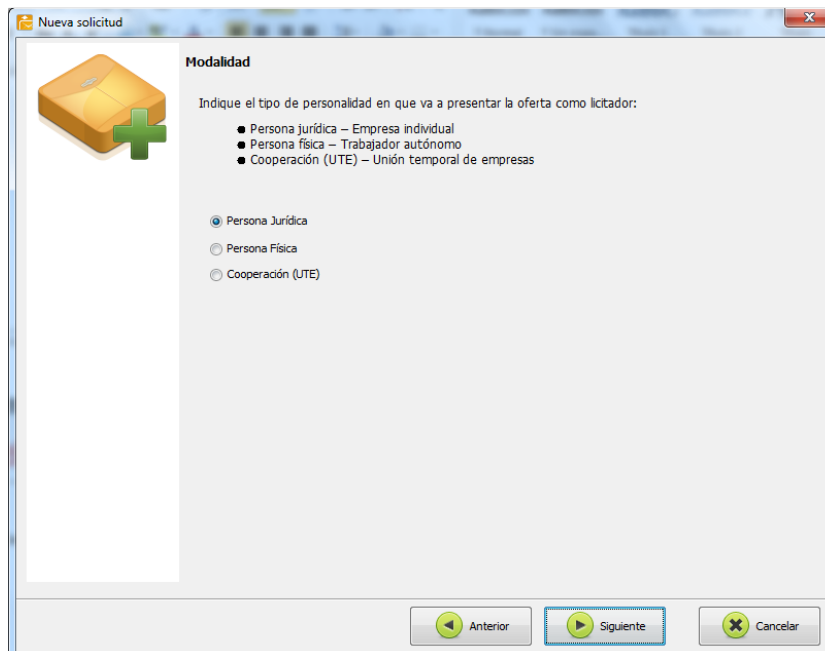 Nueva solicitud
Modalidad
Indique el tipo de personalidad en que va a presentar la oferta como licitador:
● Persona jurídica – Empresa individual
● Persona física – Trabajador autónomo
● Cooperación (UTE) – Unión temporal de empresas
Persona Jurídica
Persona Física
Cooperación (UTE)
Anterior Siguiente Cancelar